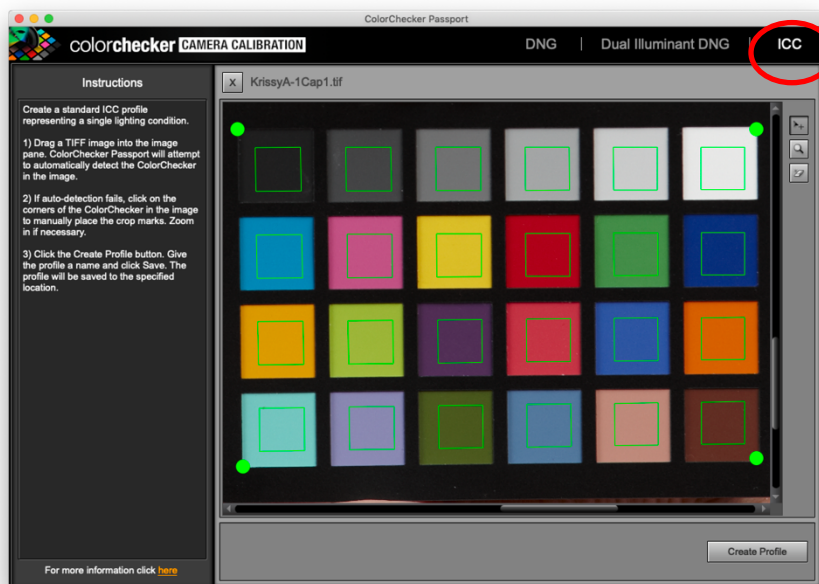 ColorChecker Passport
colorchecker CAMERA CALIBRATION
DNG | Dual Illuminant DNG | ICC
Instructions
Create a standard ICC profile
representing a single lighting condition.
1) Drag a TIFF image into the image
pane. ColorChecker Passport will attempt
to automatically detect the ColorChecker
in the image.
2) If auto-detection fails, click on the
corners of the ColorChecker in the image
to manually place the crop marks. Zoom
in if necessary.
3) Click the Create Profile button. Give
the profile a name and click Save. The
profile will be saved to the specified
location.
For more information click here
X KrissyA-1Cap1.tif
Create Profile